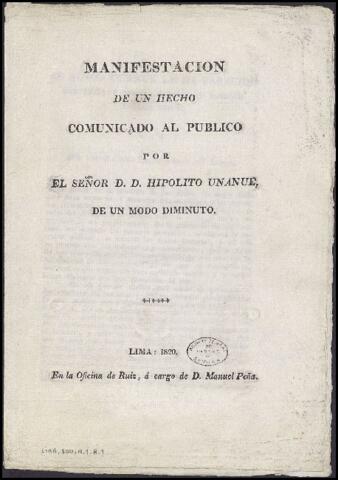 MANIFESTACION
DE UN HECHO
COMUNICADO AL PUBLICO
POR
EL SEÑOR D. D. HIPOLITO UNANUE,
DE UN MODO DIMINUTO.
LIMA: 1820.
En la Oficina de Ruiz, á cargo de D. Manuel Peña.